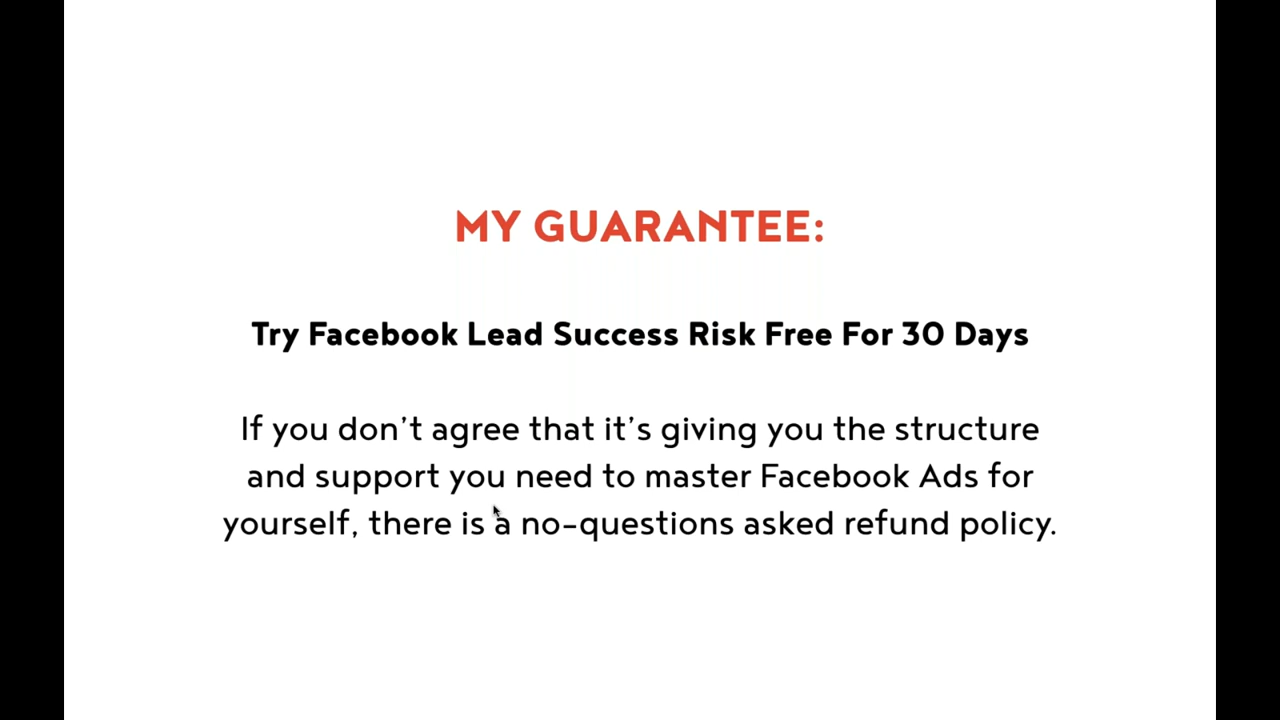 MY GUARANTEE:
Try Facebook Lead Success Risk Free For 30 Days
If you don't agree that it's giving you the structure
and support you need to master Facebook Ads for
yourself, there is a no-questions asked refund policy.